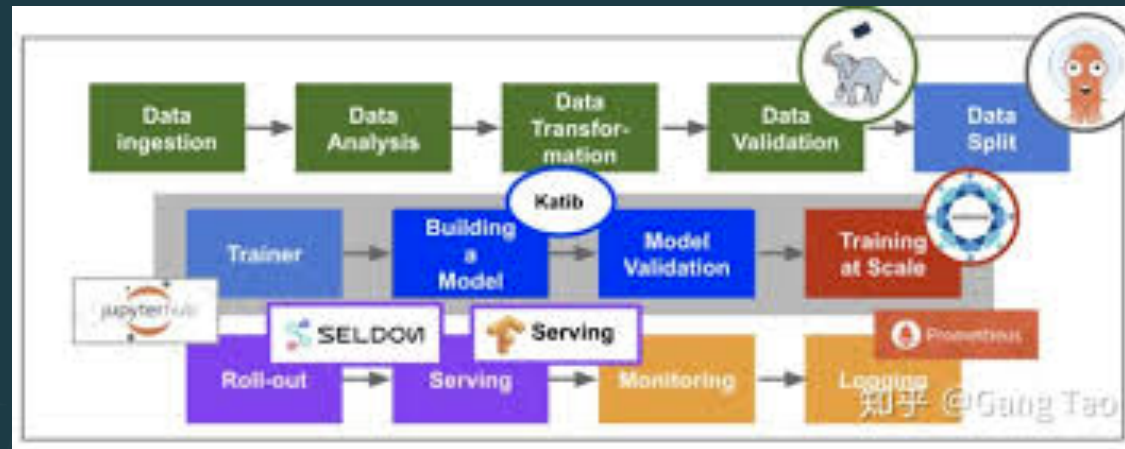 Data
ingestion
Data
Analysis
Data
Transfor-
mation
Data
Validation
Data
Split
Katib
Trainer
Building
a
Model
Model
Validation
Training
at Scale
jupyterhub
SELDON
Serving
Prometheus
Roll-out
Serving
Monitoring
Logging
知乎 @Gang Tao